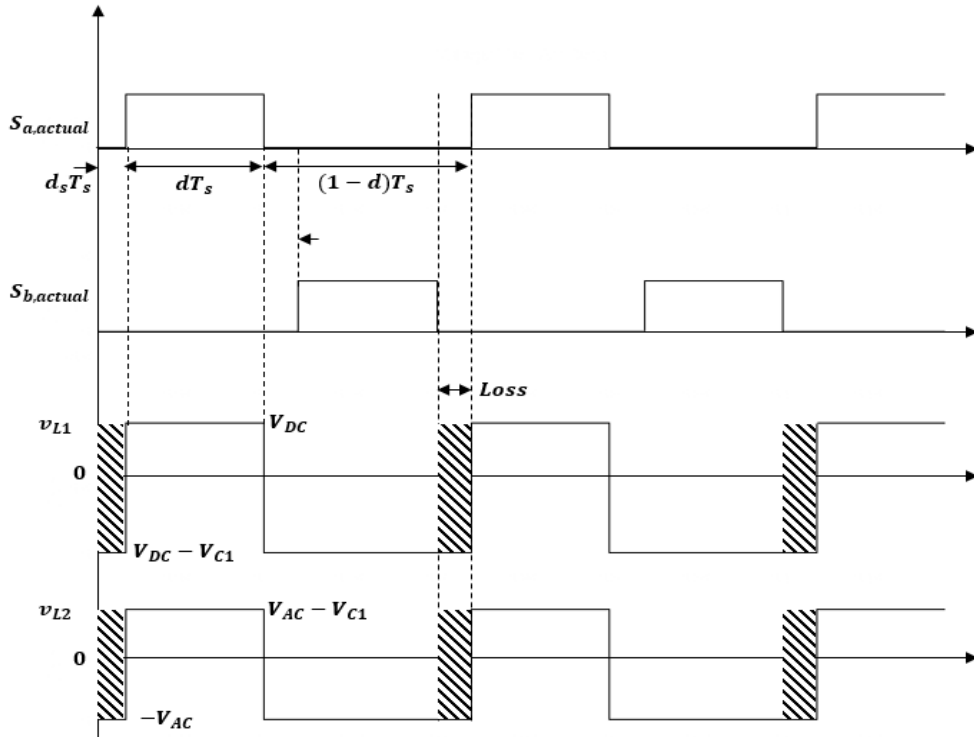 S_{a,actual}
d_sT_s
dT_s
(1 − d)T_s
S_{b,actual}
Loss
v_{L1}
V_{DC}
0
V_{DC} − V_{C1}
v_{L2}
V_{AC} − V_{C1}
0
−V_{AC}